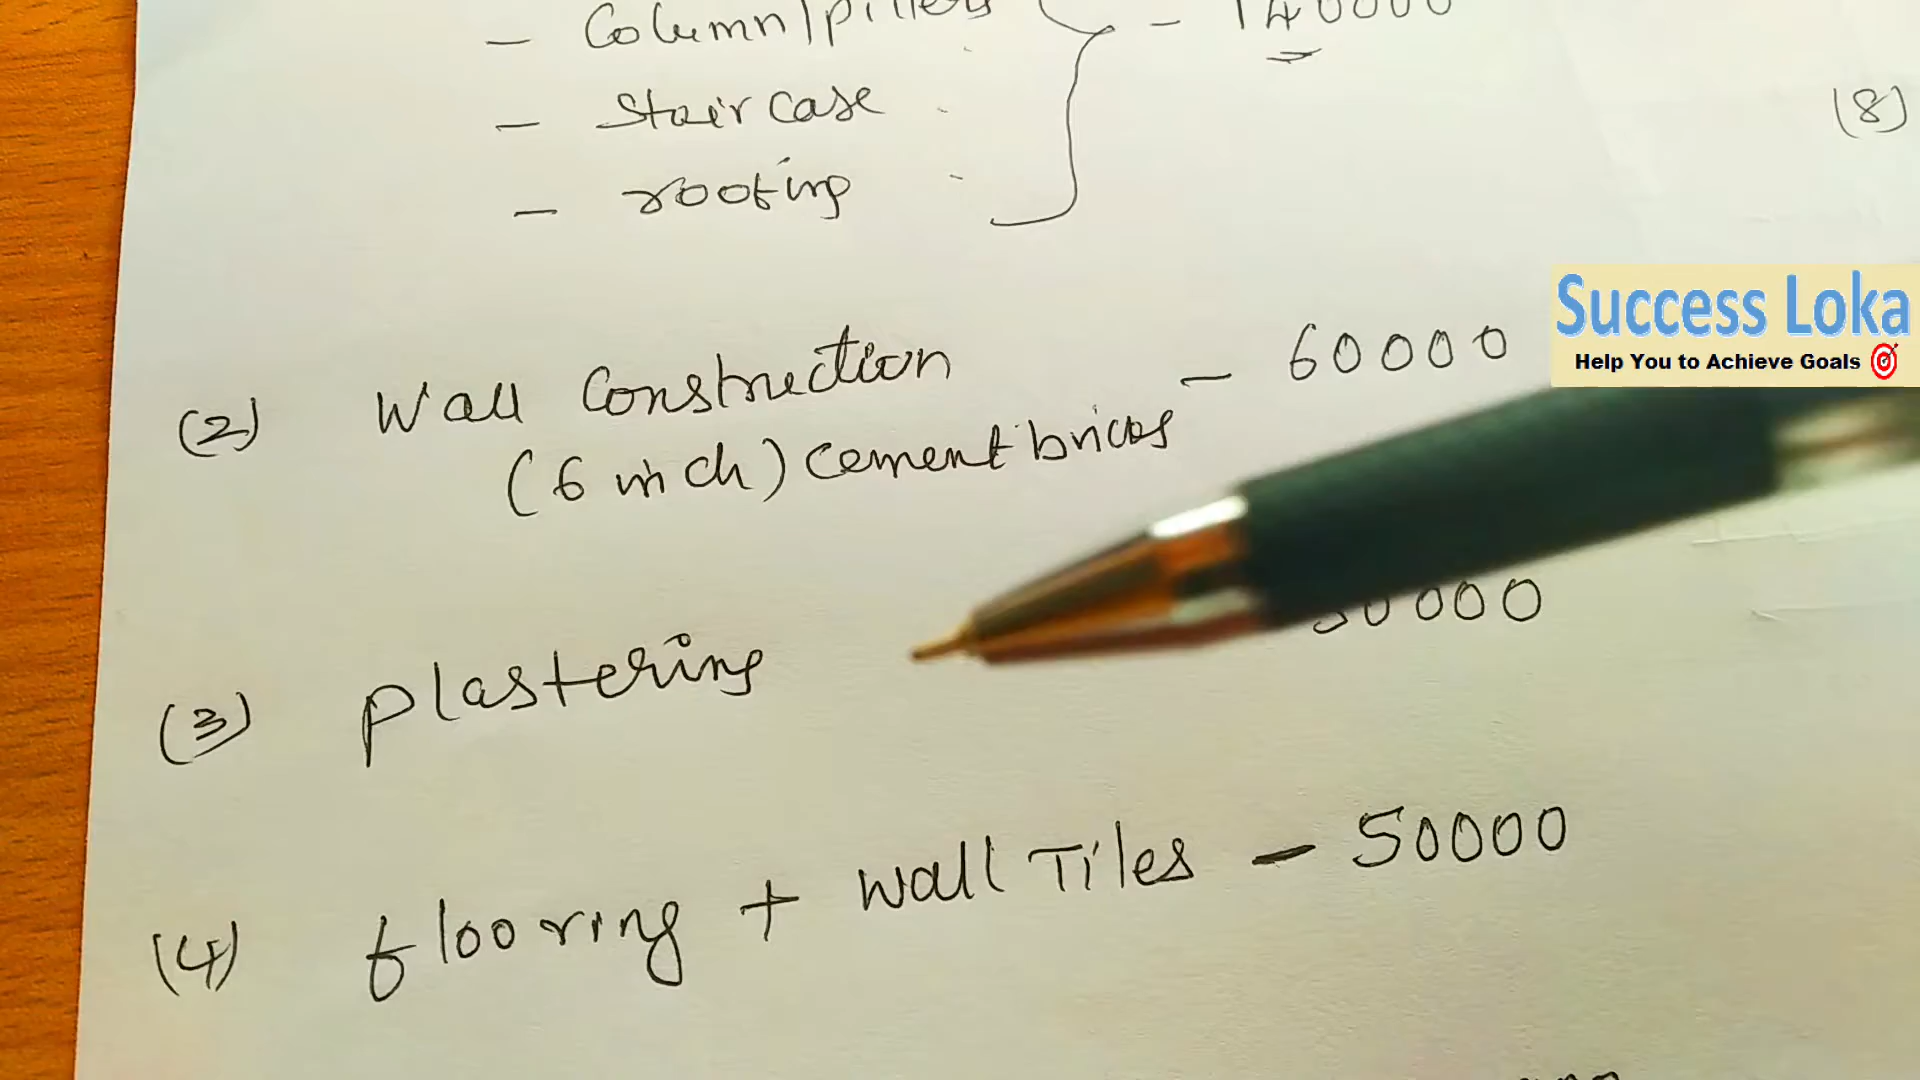 - Column/pillers - 140000
- Stair case
- roofing
(8)
(2) Wall Construction - 60000
(6 inch) cement bricks
Success Loka
Help You to Achieve Goals
(3) plastering
(4) flooring + wall Tiles - 50000